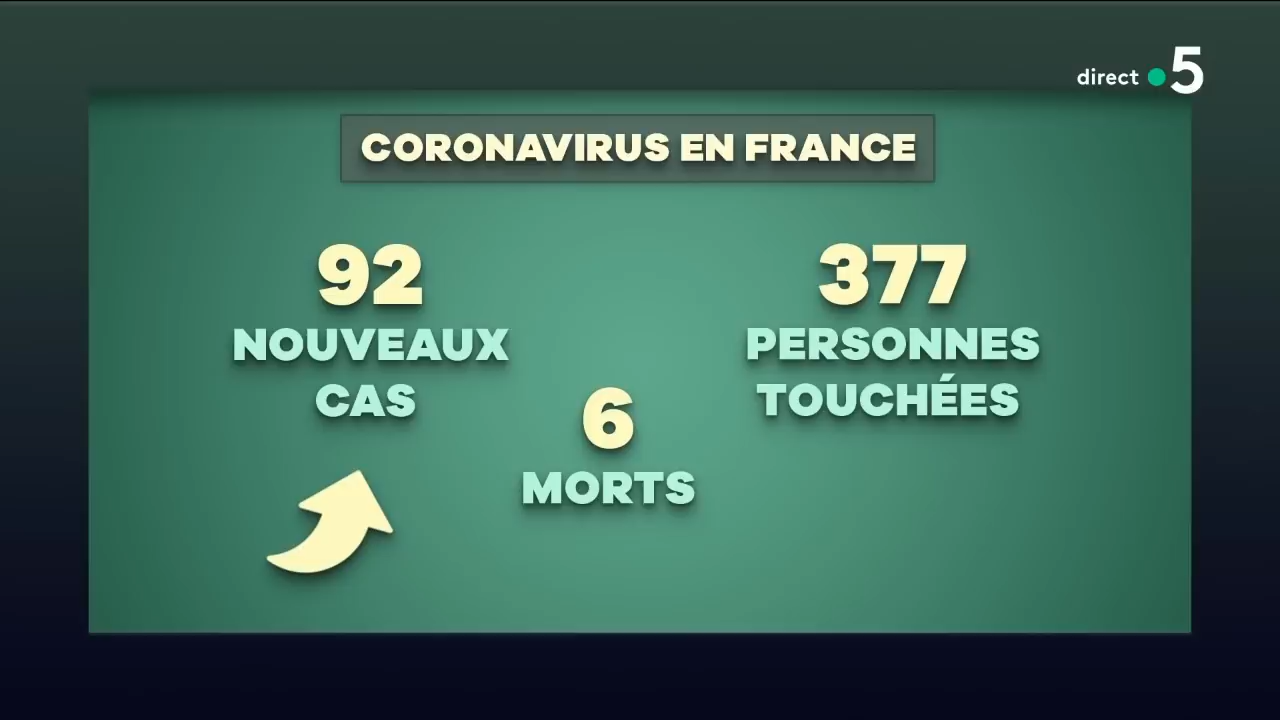 direct 5
CORONAVIRUS EN FRANCE
92
NOUVEAUX
CAS
377
PERSONNES
TOUCHÉES
6
MORTS